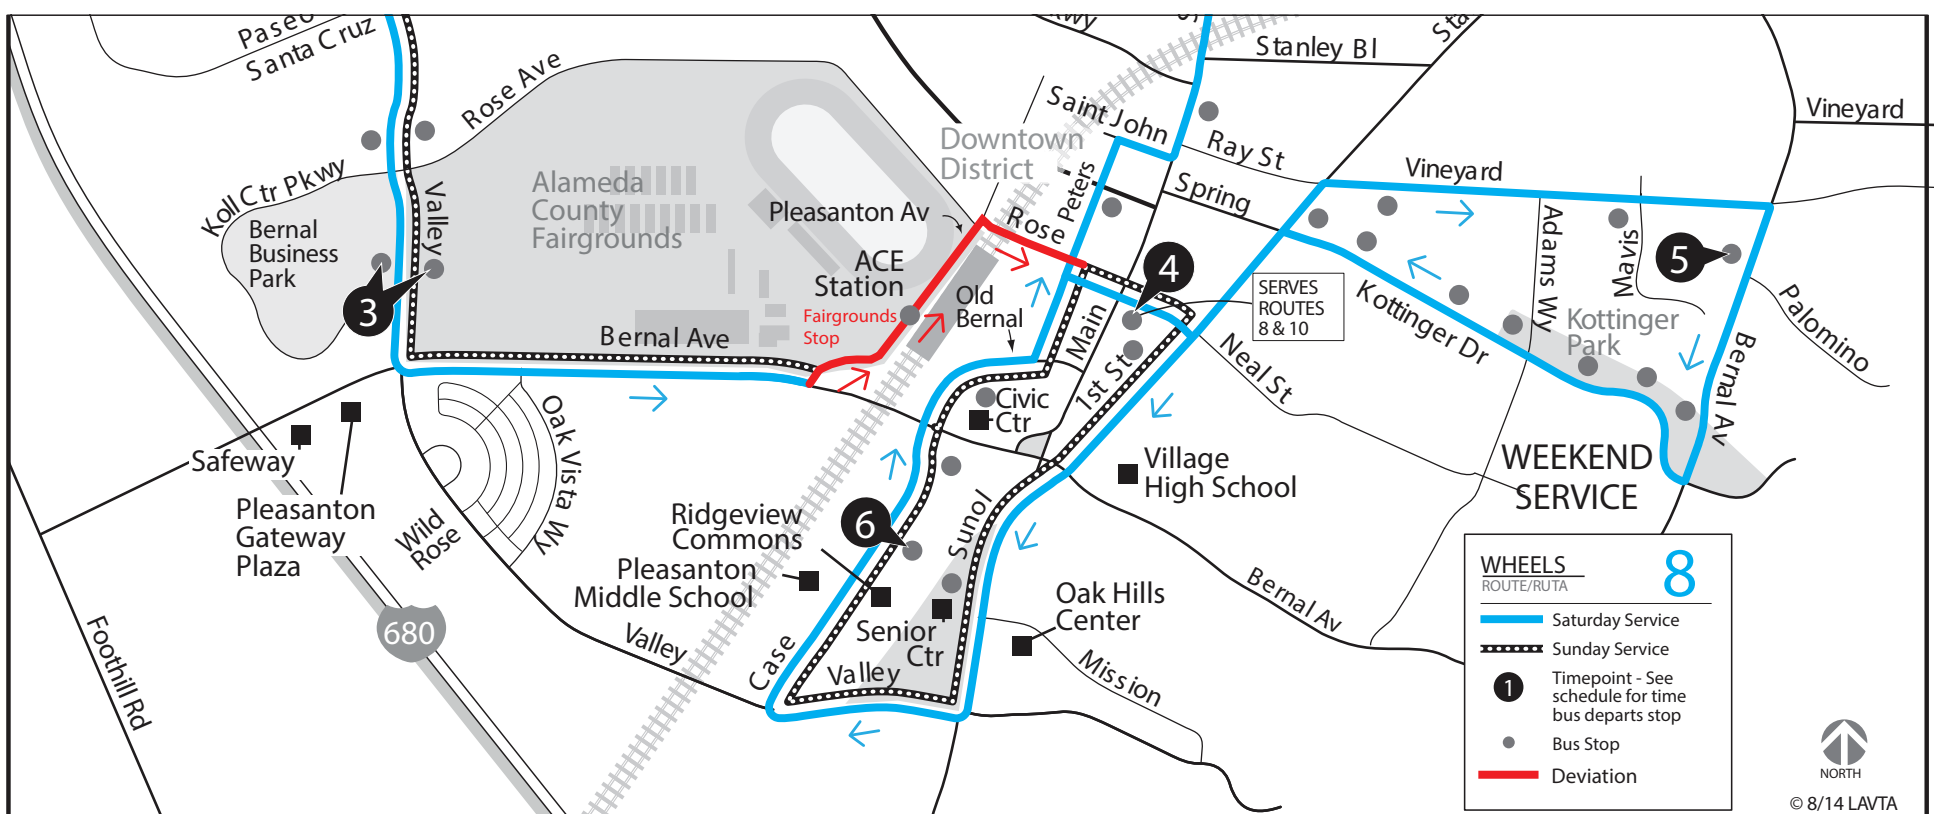 Paseo
Santa Cruz
Rose Ave
Koll Ctr Pkwy
Bernal
Business
Park
Valley
3
Alameda
County
Fairgrounds
Pleasanton Av
ACE
Station
Fairgrounds
Stop
Bernal Ave
Downtown
District
Saint John
Peters
Rose
Old
Bernal
Main
1st St
Civic
Ctr
4
Stanley Bl
Ray St
Spring
SERVES
ROUTES
8 & 10
Neal St
Vineyard
Vineyard
Adams Wy
Mavis
5
Palomino
Kottinger Dr
Kottinger
Park
Bernal Av
Safeway
Pleasanton
Gateway
Plaza
Wild
Rose
Oak Vista Wy
Ridgeview
Commons
Pleasanton
Middle School
6
Sunol
Village
High School
Oak Hills
Center
Senior
Ctr
Case
Valley
Valley
Mission
Bernal Av
680
Foothill Rd
WEEKEND
SERVICE
WHEELS
ROUTE/RUTA
8
Saturday Service
Sunday Service
1
Timepoint - See
schedule for time
bus departs stop
Bus Stop
Deviation
NORTH
© 8/14 LAVTA